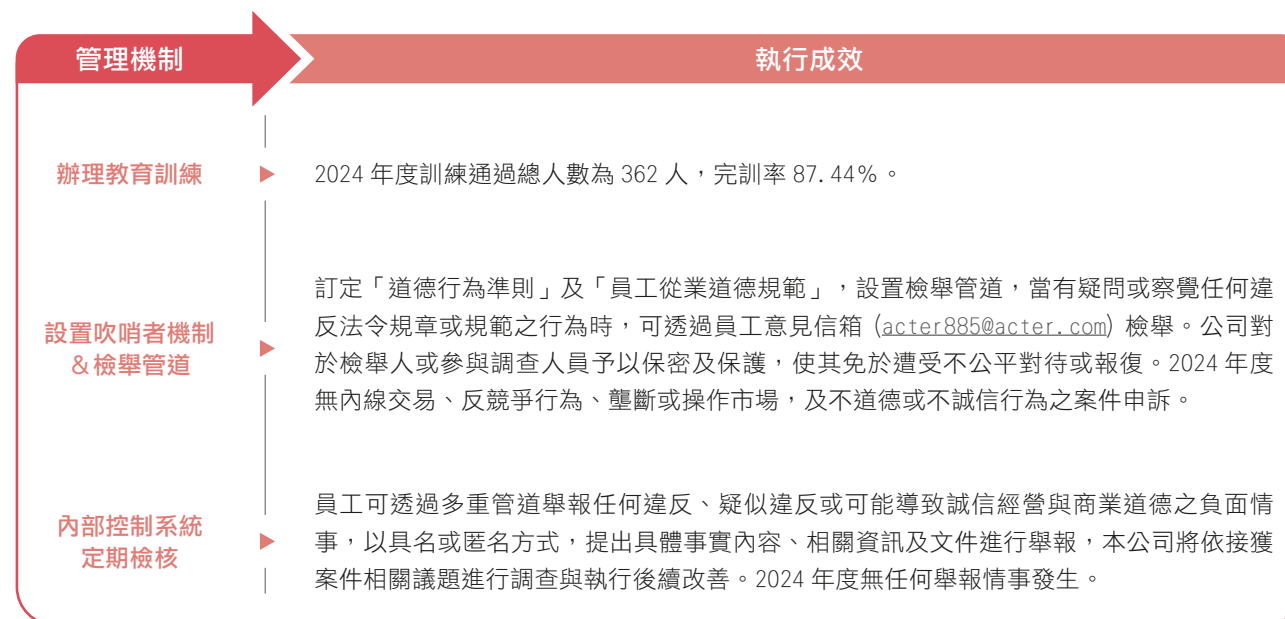 管理機制
執行成效
辦理教育訓練
2024 年度訓練通過總人數為 362 人，完訓率 87.44%。
設置吹哨者機制
＆檢舉管道
訂定「道德行為準則」及「員工從業道德規範」，設置檢舉管道，當有疑問或察覺任何違
反法令規章或規範之行為時，可透過員工意見信箱 (acter885@acter.com) 檢舉。公司對
於檢舉人或參與調查人員予以保密及保護，使其免於遭受不公平對待或報復。2024 年度
無內線交易、反競爭行為、壟斷或操作市場，及不道德或不誠信行為之案件申訴。
內部控制系統
定期檢核
員工可透過多重管道舉報任何違反、疑似違反或可能導致誠信經營與商業道德之負面情
事，以具名或匿名方式，提出具體事實內容、相關資訊及文件進行舉報，本公司將依接獲
案件相關議題進行調查與執行後續改善。2024 年度無任何舉報情事發生。